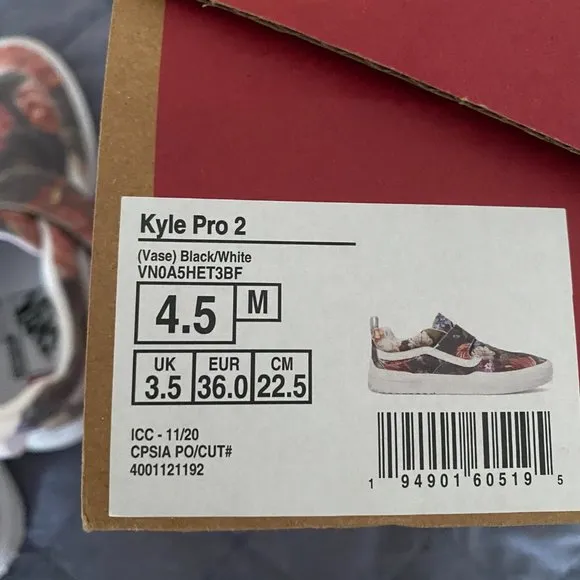 Kyle Pro 2
(Vase) Black/White
VN0A5HET3BF
4.5 M
UK EUR CM
3.5 36.0 22.5
ICC - 11/20
CPSIA PO/CUT#
4001121192
1 94901 60519 5